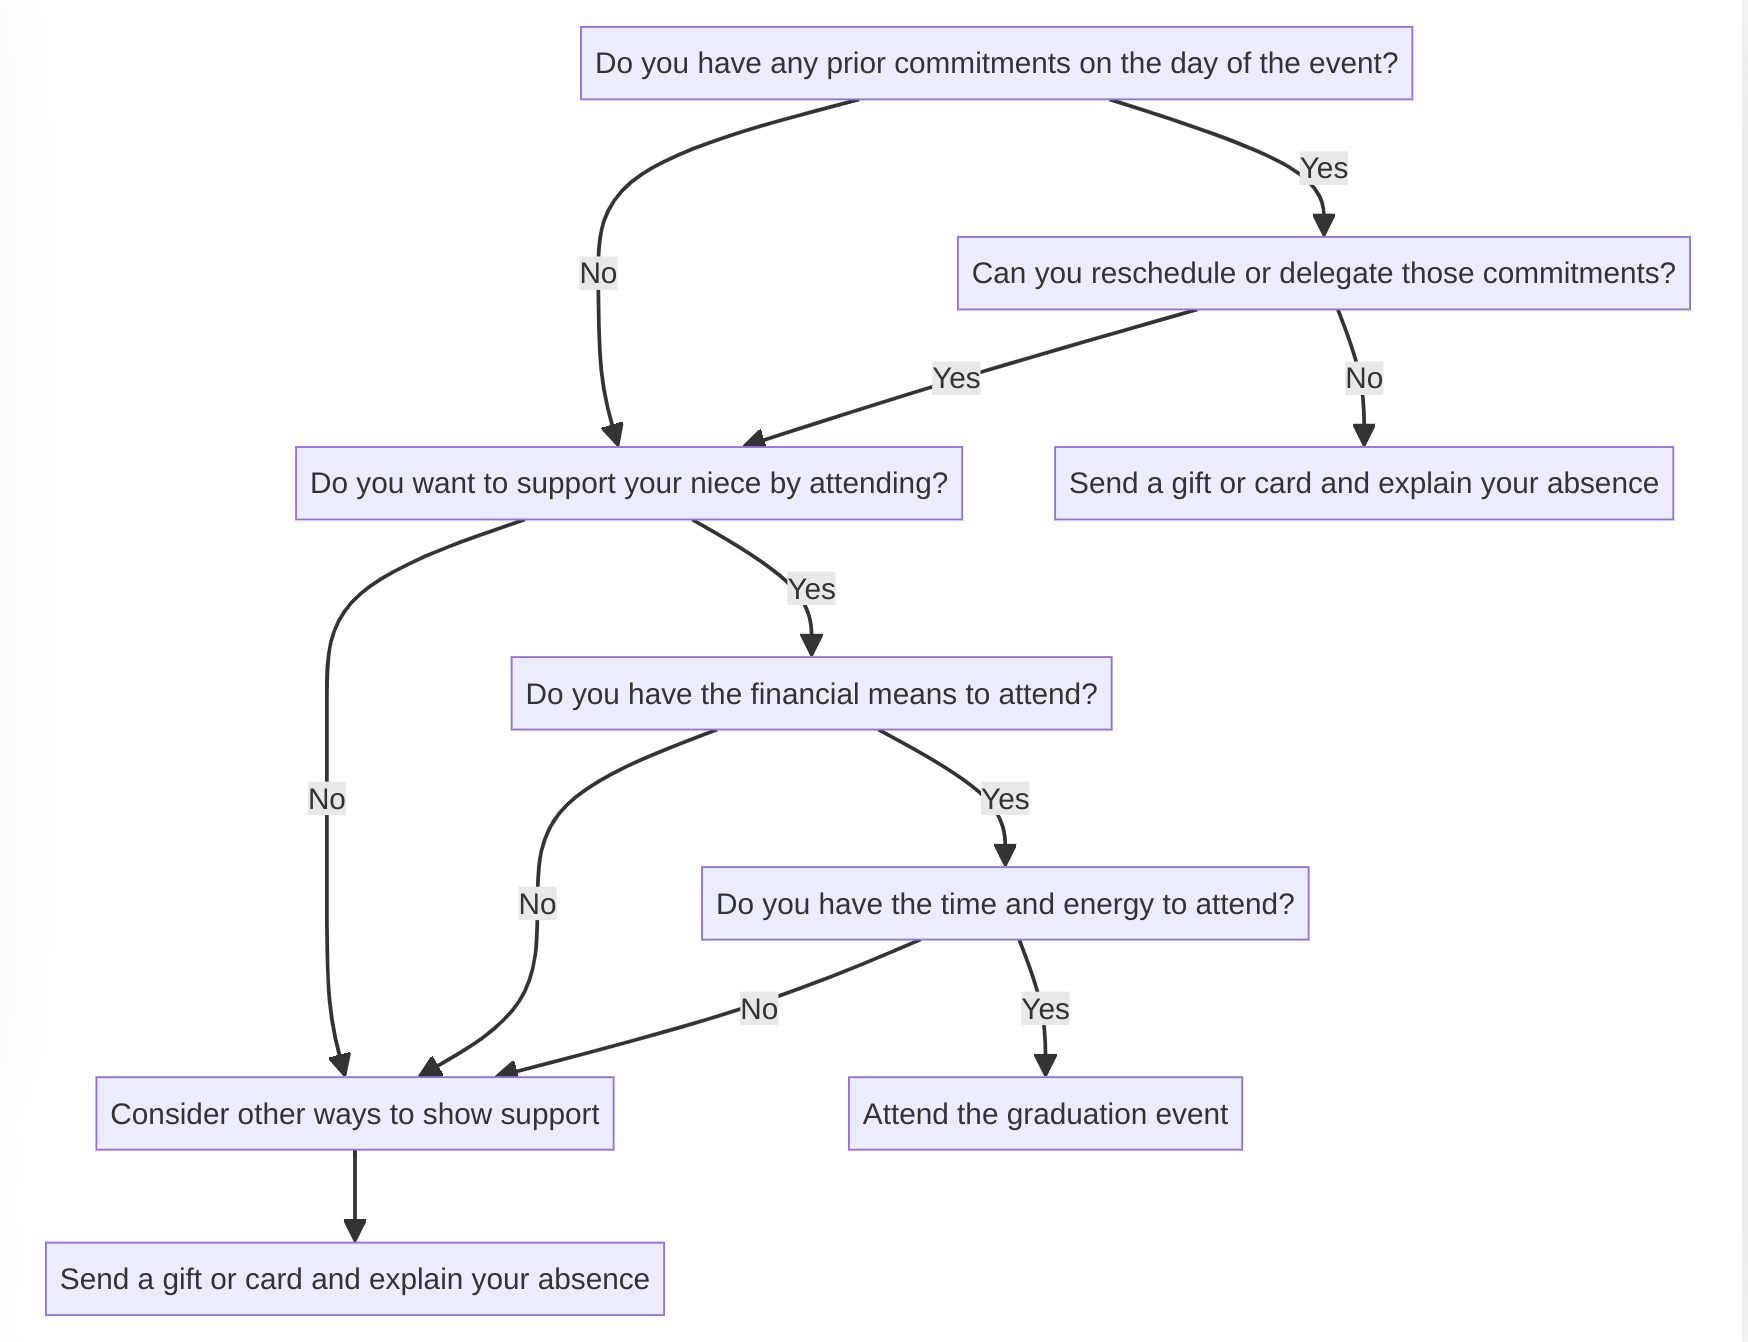 Do you have any prior commitments on the day of the event?
Yes
No
Can you reschedule or delegate those commitments?
Yes
No
Do you want to support your niece by attending?
Send a gift or card and explain your absence
Yes
No
Do you have the financial means to attend?
Yes
No
Do you have the time and energy to attend?
No
Yes
Consider other ways to show support
Attend the graduation event
Send a gift or card and explain your absence